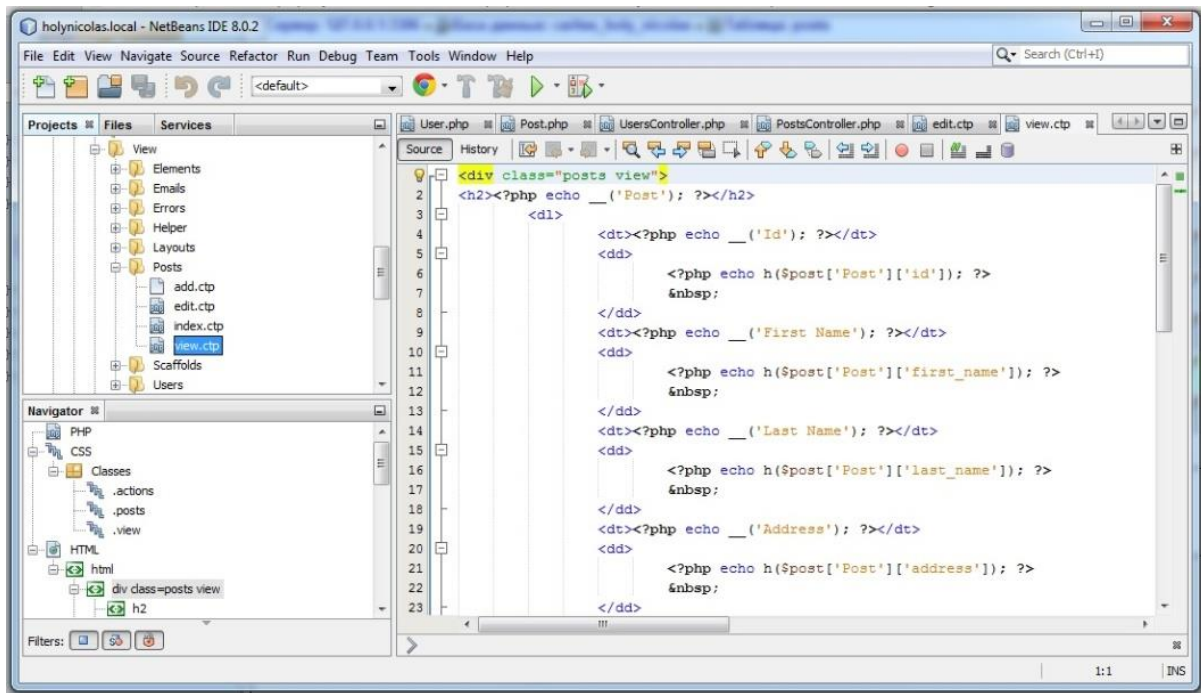 holynicolas.local - NetBeans IDE 8.0.2
File Edit View Navigate Source Refactor Run Debug Team Tools Window Help
Search (Ctrl+I)
<default>
Projects Files Services
View
Elements
Emails
Errors
Helper
Layouts
Posts
add.ctp
edit.ctp
index.ctp
view.ctp
Scaffolds
Users
Navigator
PHP
CSS
Classes
.actions
.posts
.view
HTML
html
div class=posts view
h2
Filters:
User.php Post.php UsersController.php PostsController.php edit.ctp view.ctp
Source History
<div class="posts view">
2 <h2><?php echo __('Post'); ?></h2>
3 <dl>
4 <dt><?php echo __('Id'); ?></dt>
5 <dd>
6 <?php echo h($post['Post']['id']); ?>
7 &nbsp;
8 </dd>
9 <dt><?php echo __('First Name'); ?></dt>
10 <dd>
11 <?php echo h($post['Post']['first_name']); ?>
12 &nbsp;
13 </dd>
14 <dt><?php echo __('Last Name'); ?></dt>
15 <dd>
16 <?php echo h($post['Post']['last_name']); ?>
17 &nbsp;
18 </dd>
19 <dt><?php echo __('Address'); ?></dt>
20 <dd>
21 <?php echo h($post['Post']['address']); ?>
22 &nbsp;
23 </dd>
1:1 INS